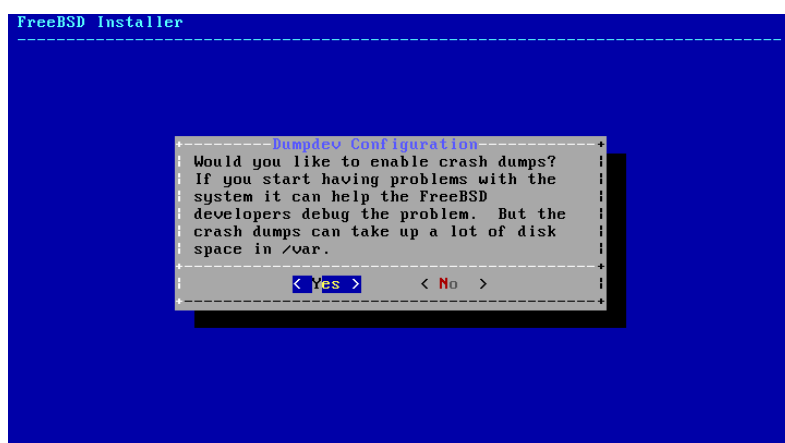 FreeBSD Installer
Dumpdev Configuration
Would you like to enable crash dumps?
If you start having problems with the
system it can help the FreeBSD
developers debug the problem.  But the
crash dumps can take up a lot of disk
space in /var.
< Yes > < No >